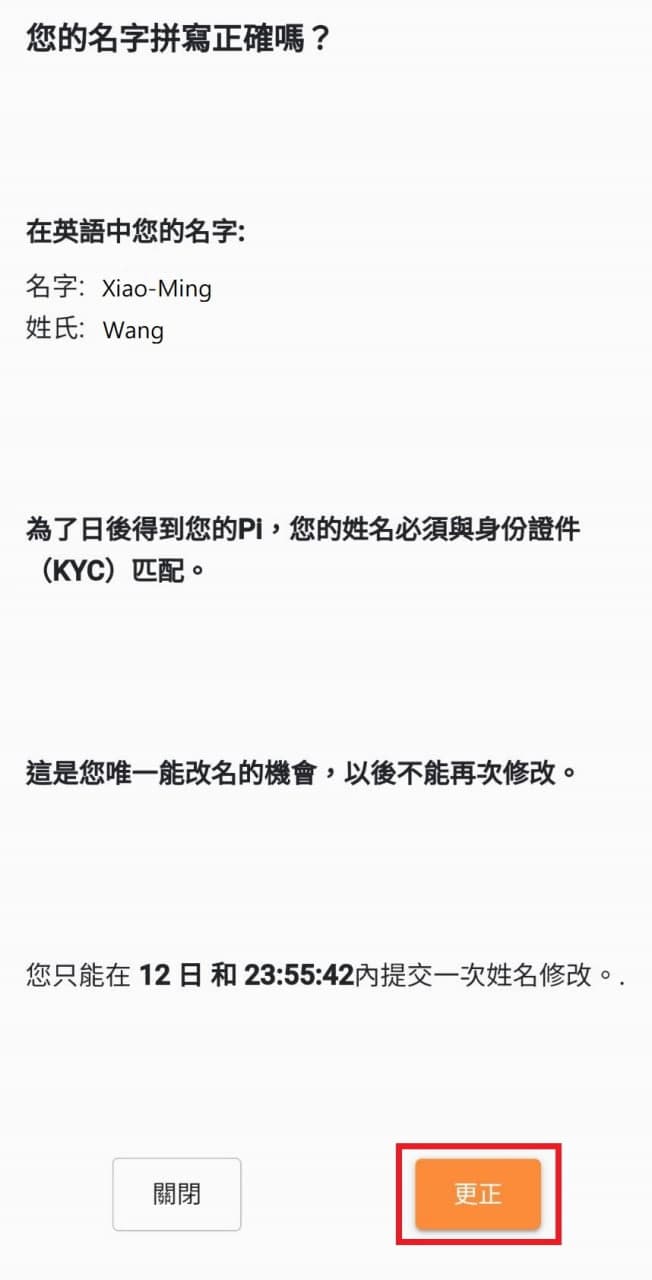 您的名字拼寫正確嗎？
在英語中您的名字:
名字: Xiao-Ming
姓氏: Wang
為了日後得到您的Pi，您的姓名必須與身份證件
（KYC）匹配。
這是您唯一能改名的機會，以後不能再次修改。
您只能在 12 日 和 23:55:42內提交一次姓名修改。.
關閉
更正